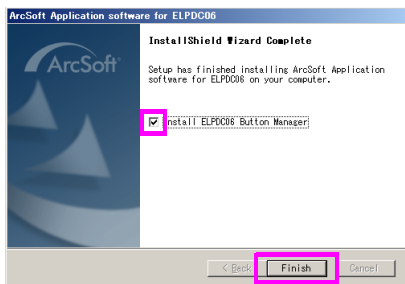 ArcSoft Application software for ELPDC06
InstallShield Wizard Complete
ArcSoft
Setup has finished installing ArcSoft Application
software for ELPDC06 on your computer.
Install ELPDC06 Button Manager
< Back
Finish
Cancel